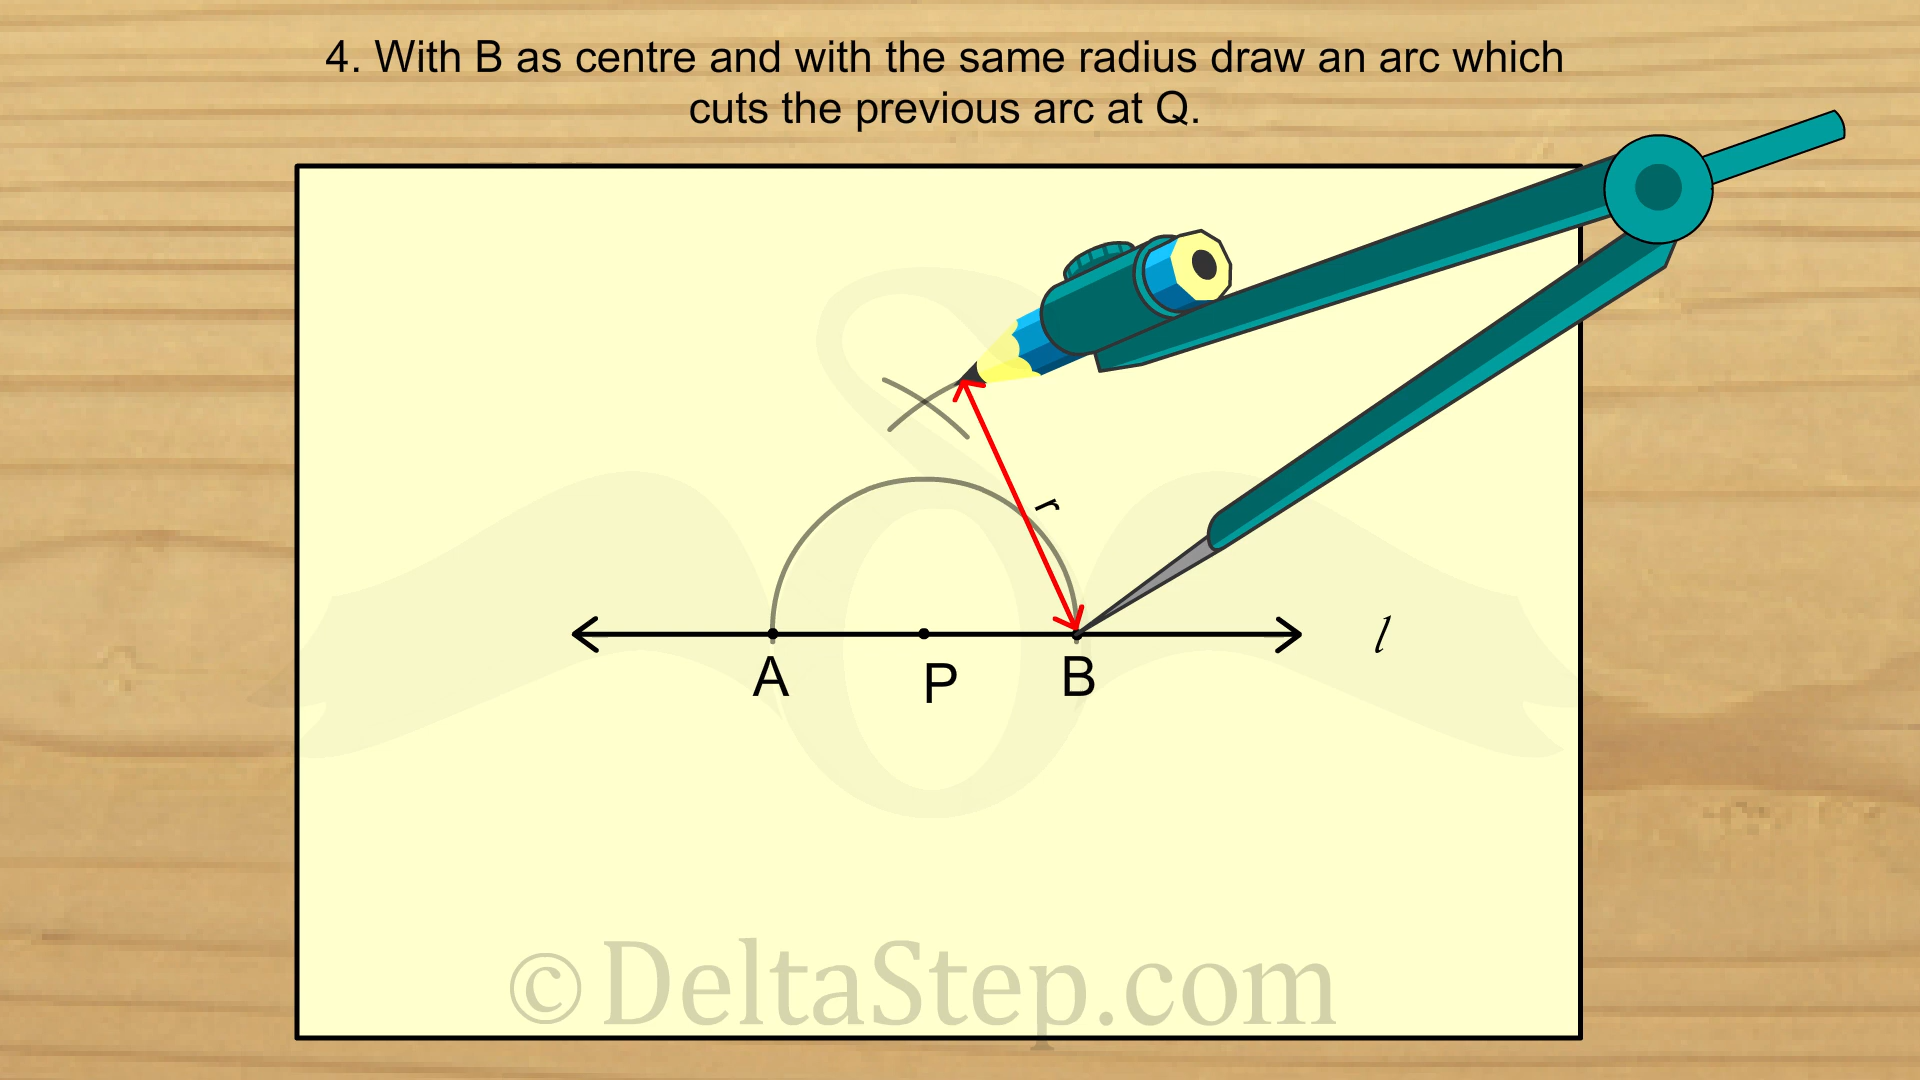 4. With B as centre and with the same radius draw an arc which
cuts the previous arc at Q.
r
l
A
P
B
©DeltaStep.com